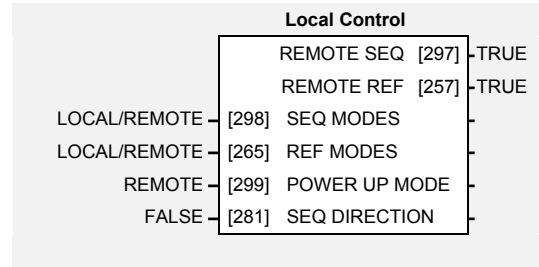 Local Control
REMOTE SEQ [297] -TRUE
REMOTE REF [257] -TRUE
LOCAL/REMOTE – [298] SEQ MODES -
LOCAL/REMOTE – [265] REF MODES -
REMOTE – [299] POWER UP MODE -
FALSE – [281] SEQ DIRECTION -